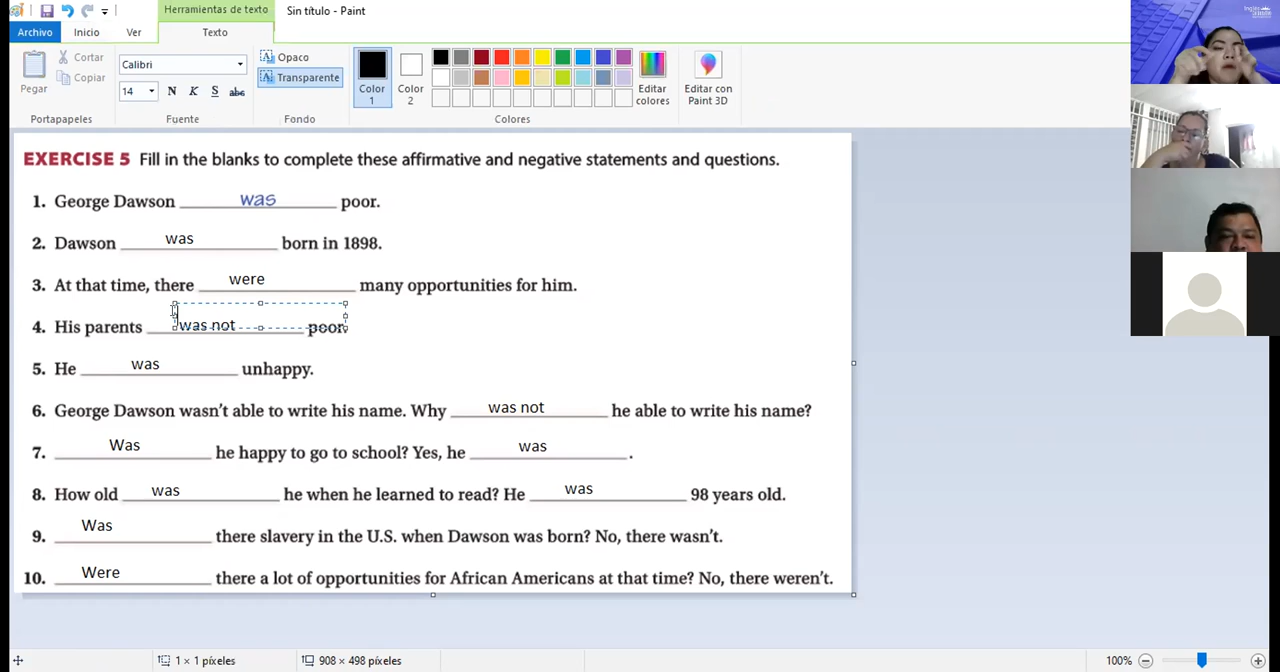 Herramientas de texto
Sin título - Paint
Archivo Inicio Ver Texto
Cortar
Copiar
Pegar
Calibri
14 N K S abc
Opaco
Transparente
Color 1
Color 2
Editar colores
Editar con Paint 3D
Portapapeles Fuente Fondo Colores
EXERCISE 5 Fill in the blanks to complete these affirmative and negative statements and questions.
1. George Dawson was poor.
2. Dawson was born in 1898.
3. At that time, there were many opportunities for him.
4. His parents was not poor.
5. He was unhappy.
6. George Dawson wasn't able to write his name. Why was not he able to write his name?
7. Was he happy to go to school? Yes, he was .
8. How old was he when he learned to read? He was 98 years old.
9. Was there slavery in the U.S. when Dawson was born? No, there wasn't.
10. Were there a lot of opportunities for African Americans at that time? No, there weren't.
1 × 1 píxeles 908 × 498 píxeles 100%